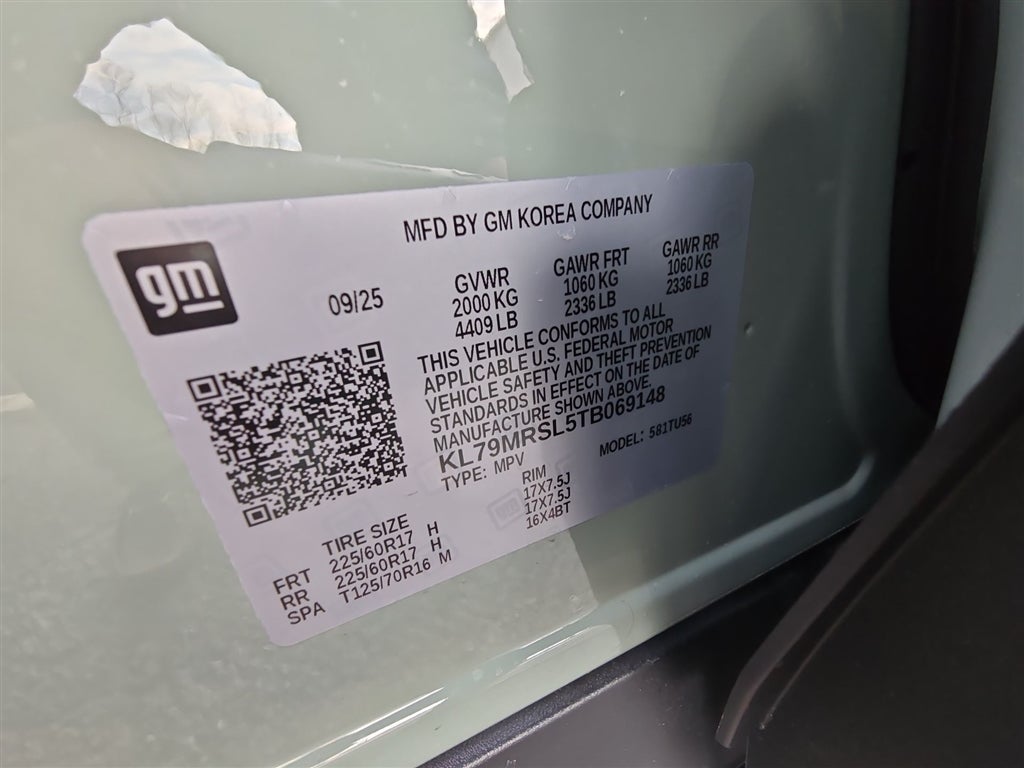 MFD BY GM KOREA COMPANY
gm
09/25
GVWR GAWR FRT GAWR RR
2000 KG 1060 KG 1060 KG
4409 LB 2336 LB 2336 LB
THIS VEHICLE CONFORMS TO ALL
APPLICABLE U.S. FEDERAL MOTOR
VEHICLE SAFETY AND THEFT PREVENTION
STANDARDS IN EFFECT ON THE DATE OF
MANUFACTURE SHOWN ABOVE.
KL79MRSL5TB069148
TYPE: MPV MODEL: 581TU56
TIRE SIZE RIM
FRT 225/60R17 H 17X7.5J
RR 225/60R17 H 17X7.5J
SPA T125/70R16 M 16X4BT